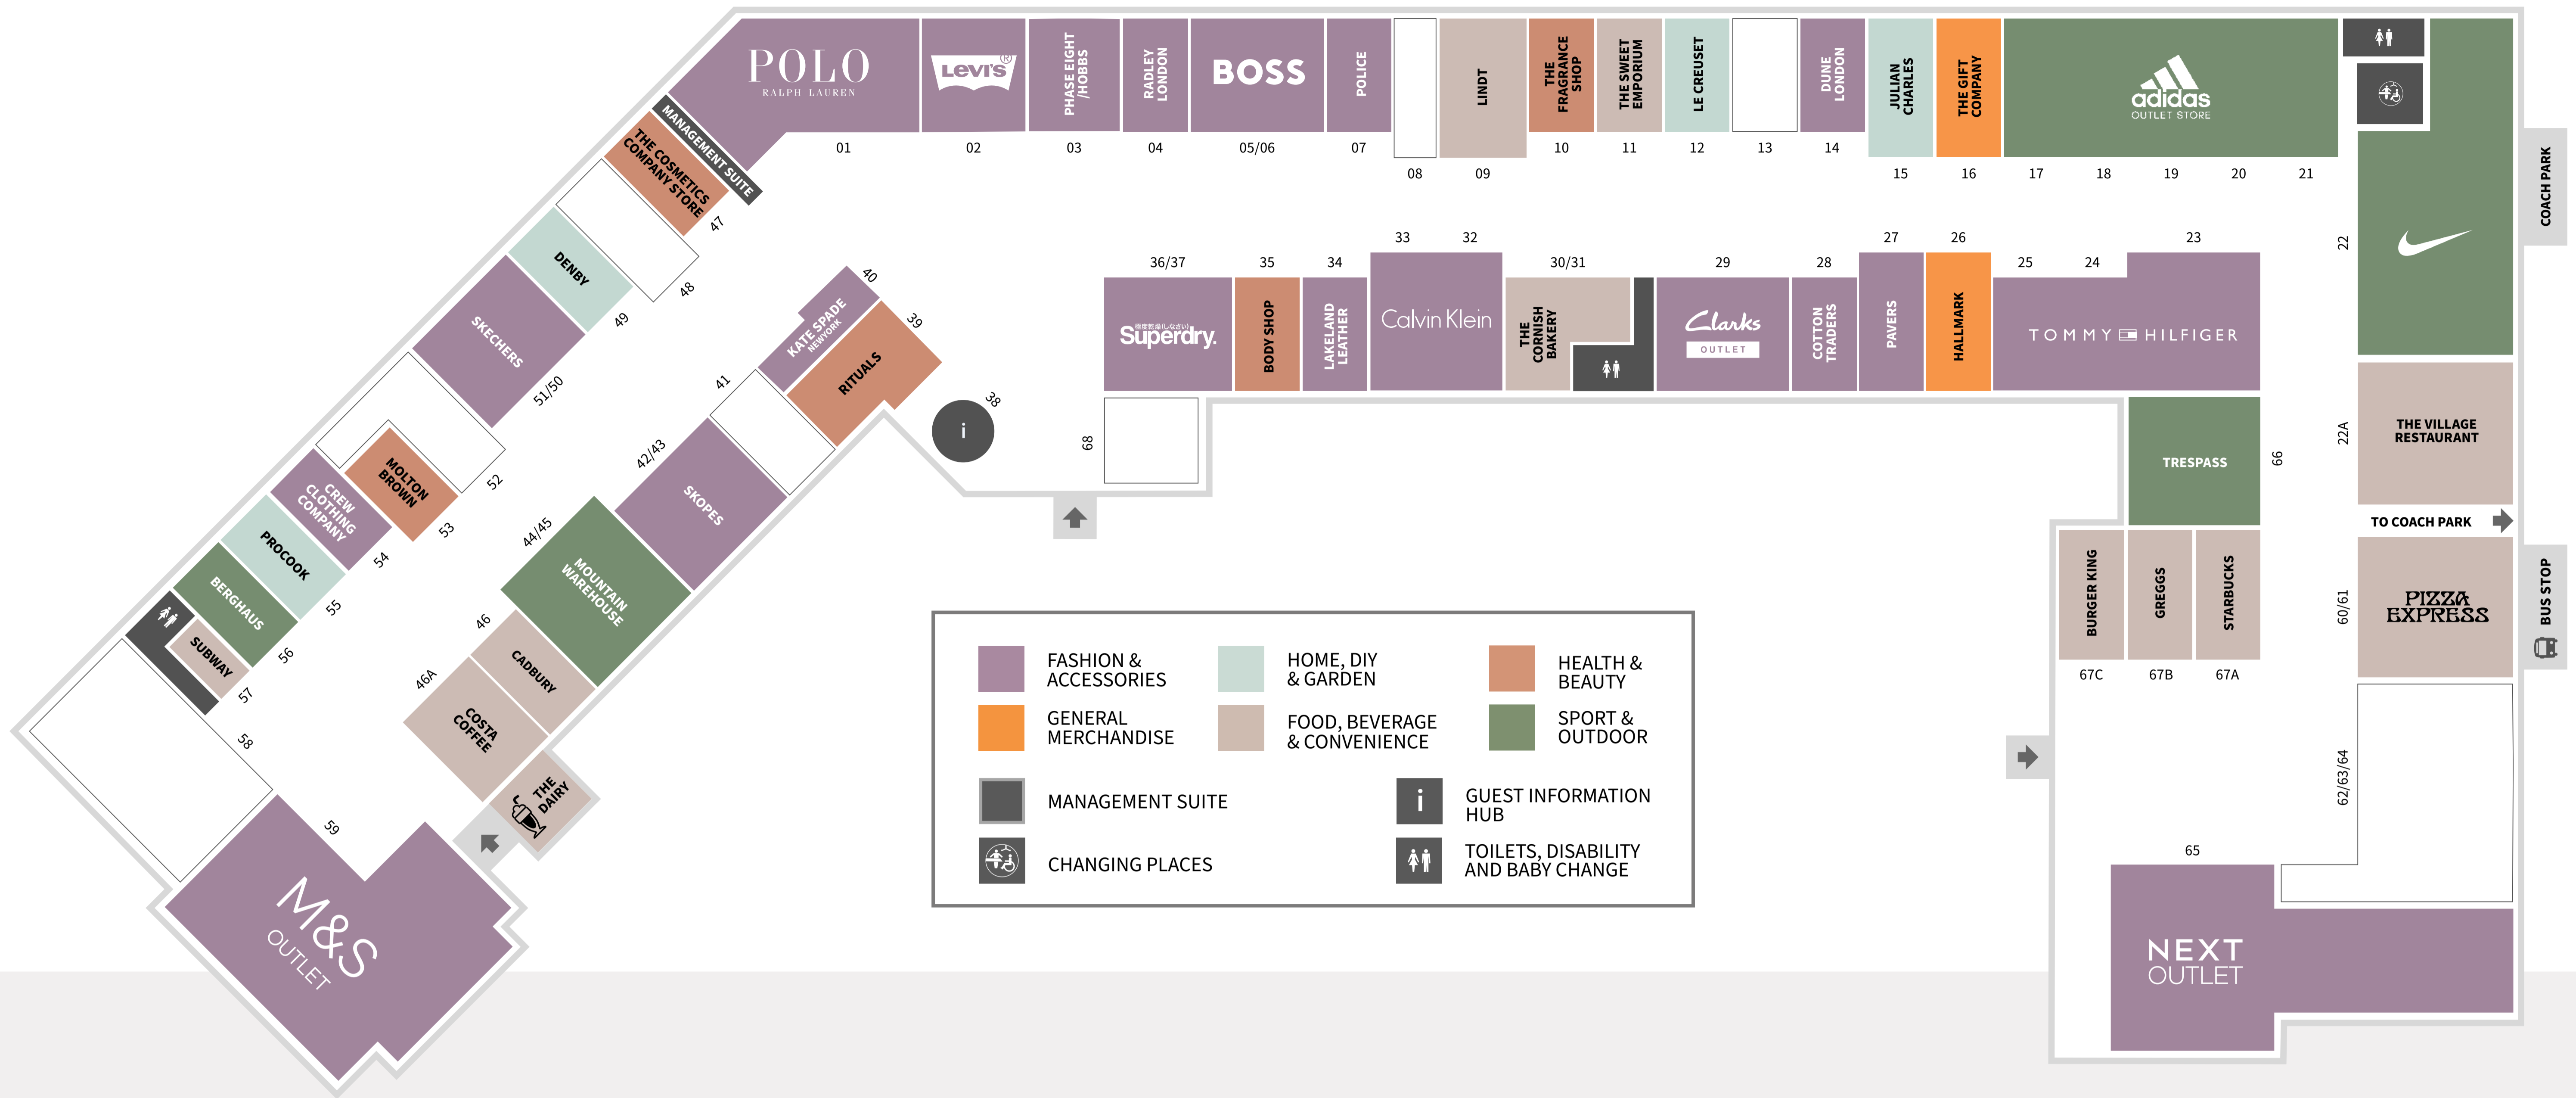 POLO
RALPH LAUREN
01
LEVI'S®
02
PHASE EIGHT
/HOBBS
03
RADLEY
LONDON
04
BOSS
05/06
POLICE
07
08
LINDT
09
THE
FRAGRANCE
SHOP
10
THE SWEET
EMPORIUM
11
LE CREUSET
12
13
DUNE
LONDON
14
JULIAN
CHARLES
15
THE GIFT
COMPANY
16
adidas
OUTLET STORE
17
18
19
20
21
22
COACH PARK
MANAGEMENT SUITE
THE COSMETICS
COMPANY STORE
47
48
DENBY
49
SKECHERS
51/50
52
MOLTON
BROWN
53
CREW
CLOTHING
COMPANY
54
PROCOOK
55
BERGHAUS
56
SUBWAY
57
58
59
M&S
OUTLET
40
KATE SPADE
NEWYORK
39
RITUALS
41
42/43
SKOPES
44/45
MOUNTAIN
WAREHOUSE
46
CADBURY
46A
COSTA
COFFEE
THE
DAIRY
i
38
36/37
極度乾燥(しなさい)
Superdry.
35
BODY SHOP
34
LAKELAND
LEATHER
33
32
Calvin Klein
30/31
THE
CORNISH
BAKERY
29
Clarks
OUTLET
28
COTTON
TRADERS
27
PAVERS
26
HALLMARK
25
24
23
TOMMY HILFIGER
68
TRESPASS
66
22A
THE VILLAGE
RESTAURANT
TO COACH PARK
BURGER KING
67C
GREGGS
67B
STARBUCKS
67A
60/61
PIZZA
EXPRESS
BUS STOP
62/63/64
65
NEXT
OUTLET
FASHION &
ACCESSORIES
HOME, DIY
& GARDEN
HEALTH &
BEAUTY
GENERAL
MERCHANDISE
FOOD, BEVERAGE
& CONVENIENCE
SPORT &
OUTDOOR
MANAGEMENT SUITE
i
GUEST INFORMATION
HUB
CHANGING PLACES
TOILETS, DISABILITY
AND BABY CHANGE